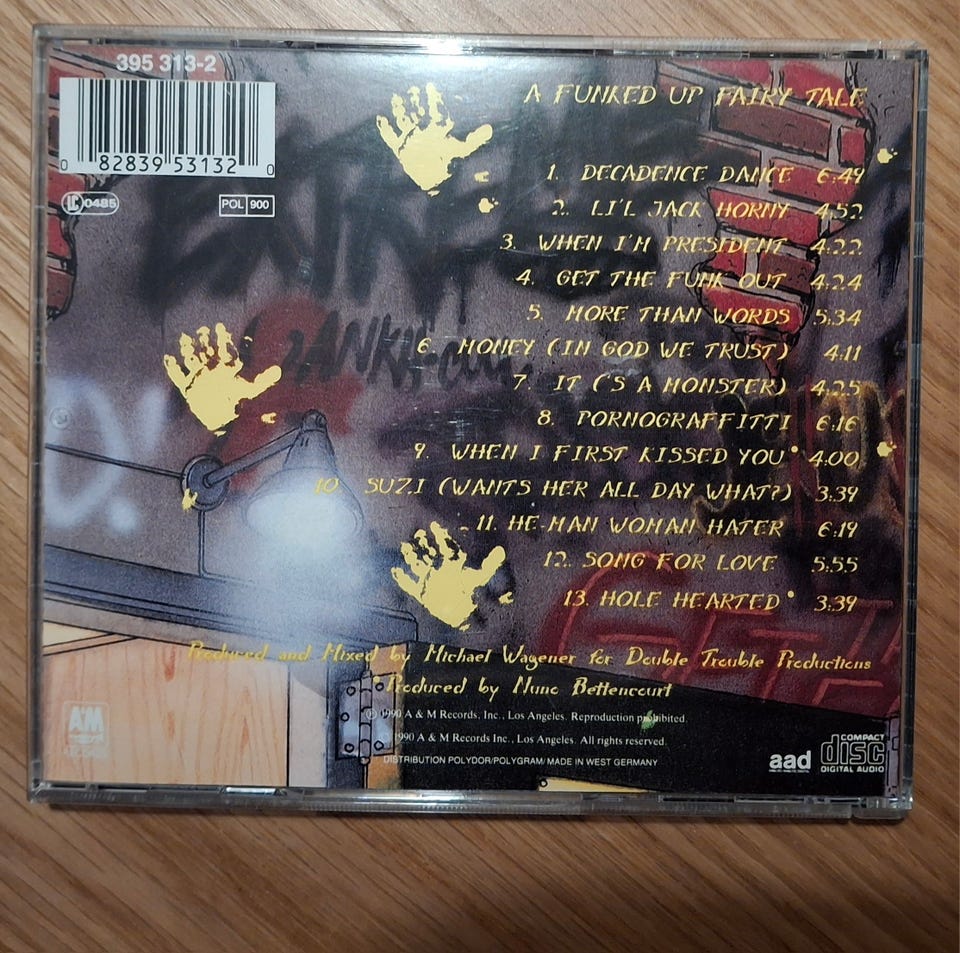 395 313-2
0 82839 53132 0
LC 0485
POL 900
A FUNKED UP FAIRY TALE
1. DECADENCE DANCE 6:49
2. LI'L JACK HORNY 4:52
3. WHEN I'M PRESIDENT 4:22
4. GET THE FUNK OUT 4:24
5. MORE THAN WORDS 5:34
6. MONEY (IN GOD WE TRUST) 4:11
7. IT ('S A MONSTER) 4:25
8. PORNOGRAFFITTI 6:16
9. WHEN I FIRST KISSED YOU• 4:00
10. SUZI (WANTS HER ALL DAY WHAT?) 3:39
11. HE-MAN WOMAN HATER 6:19
12. SONG FOR LOVE 5:55
13. HOLE HEARTED• 3:39
Produced and Mixed by Michael Wagener for Double Trouble Productions
•Produced by Nuno Bettencourt
℗ 1990 A & M Records, Inc., Los Angeles. Reproduction prohibited.
© 1990 A & M Records Inc., Los Angeles. All rights reserved.
DISTRIBUTION POLYDOR/POLYGRAM/MADE IN WEST GERMANY
A&M
aad
COMPACT
disc
DIGITAL AUDIO